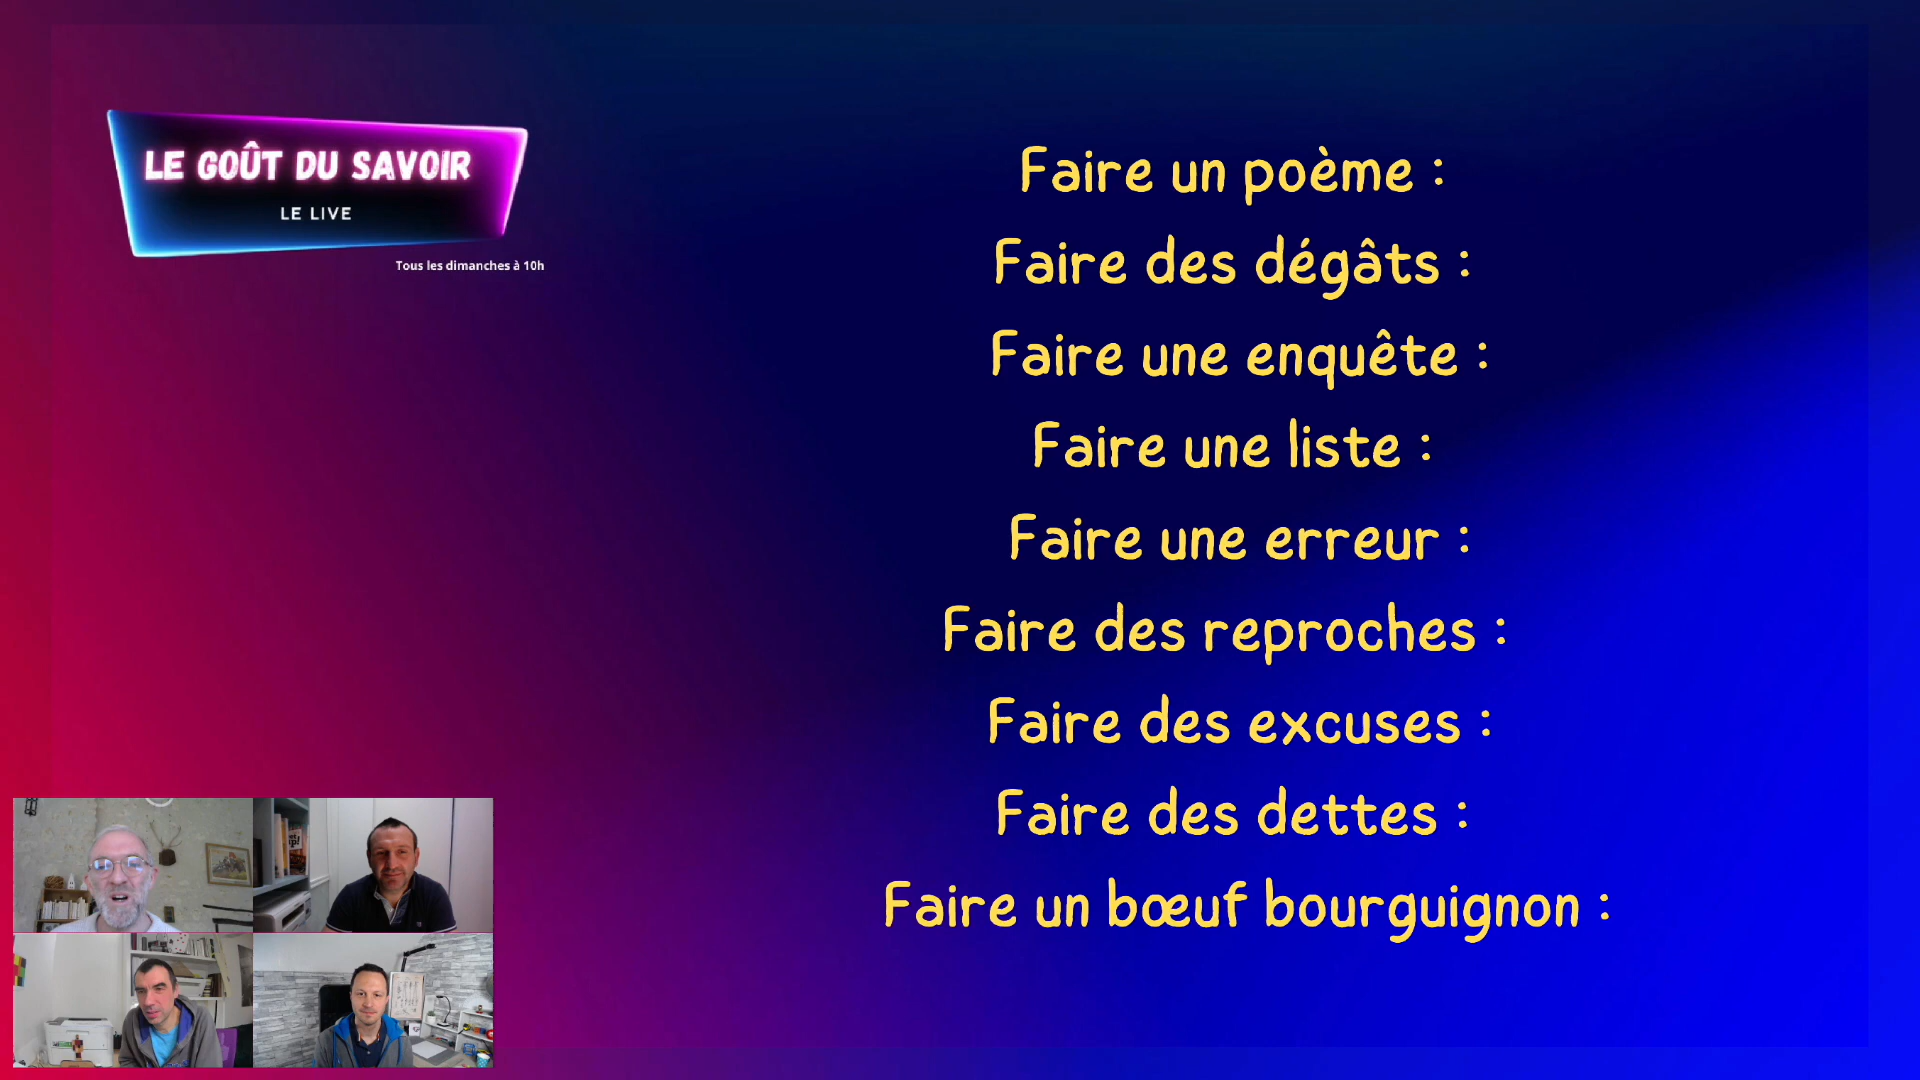 LE GOÛT DU SAVOIR
LE LIVE
Tous les dimanches à 10h
Faire un poème :
Faire des dégâts :
Faire une enquête :
Faire une liste :
Faire une erreur :
Faire des reproches :
Faire des excuses :
Faire des dettes :
Faire un bœuf bourguignon :